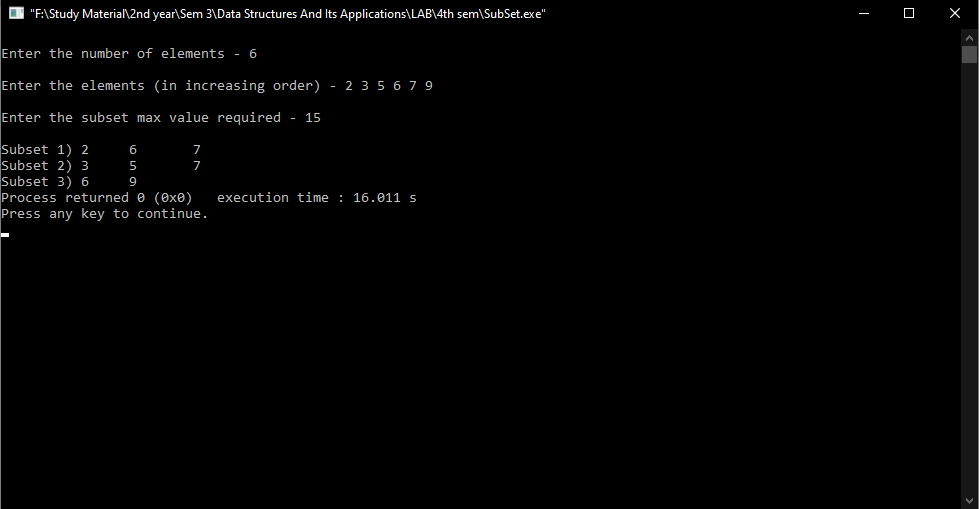 "F:\Study Material\2nd year\Sem 3\Data Structures And Its Applications\LAB\4th sem\SubSet.exe"
Enter the number of elements - 6
Enter the elements (in increasing order) - 2 3 5 6 7 9
Enter the subset max value required - 15
Subset 1) 2     6       7
Subset 2) 3     5       7
Subset 3) 6     9
Process returned 0 (0x0)   execution time : 16.011 s
Press any key to continue.